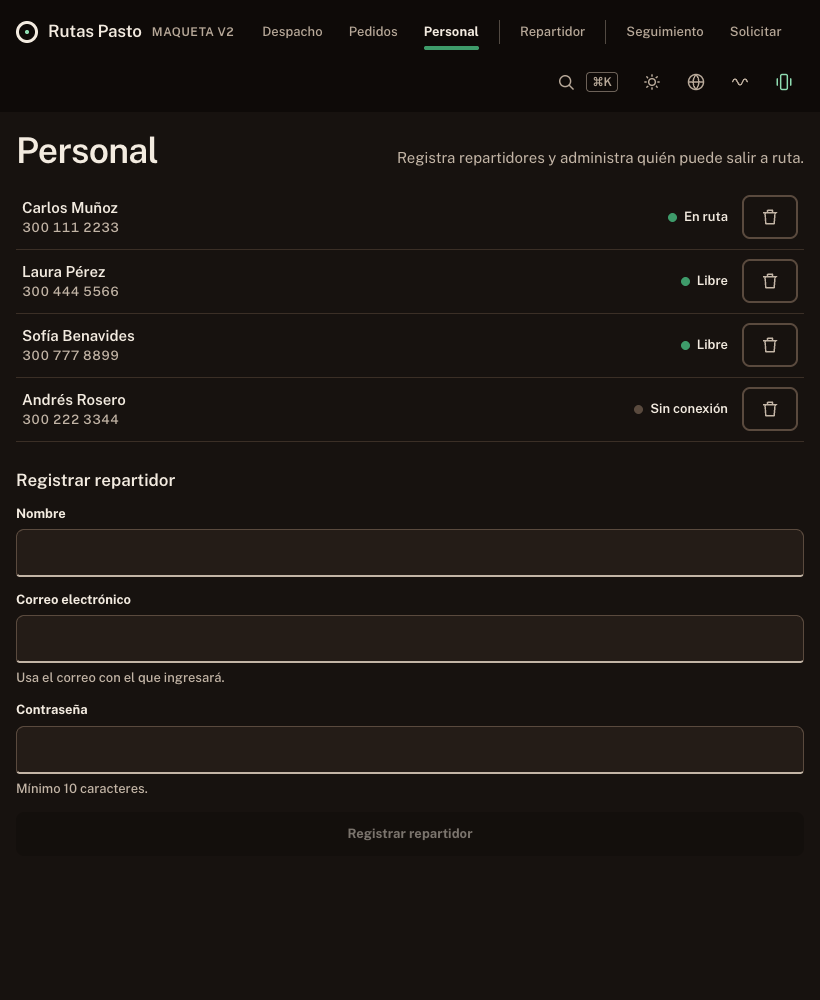 Rutas Pasto MAQUETA V2 Despacho Pedidos Personal Repartidor Seguimiento Solicitar
⌘K
Personal
Registra repartidores y administra quién puede salir a ruta.
Carlos Muñoz
300 111 2233
En ruta
Laura Pérez
300 444 5566
Libre
Sofía Benavides
300 777 8899
Libre
Andrés Rosero
300 222 3344
Sin conexión
Registrar repartidor
Nombre
Correo electrónico
Usa el correo con el que ingresará.
Contraseña
Mínimo 10 caracteres.
Registrar repartidor